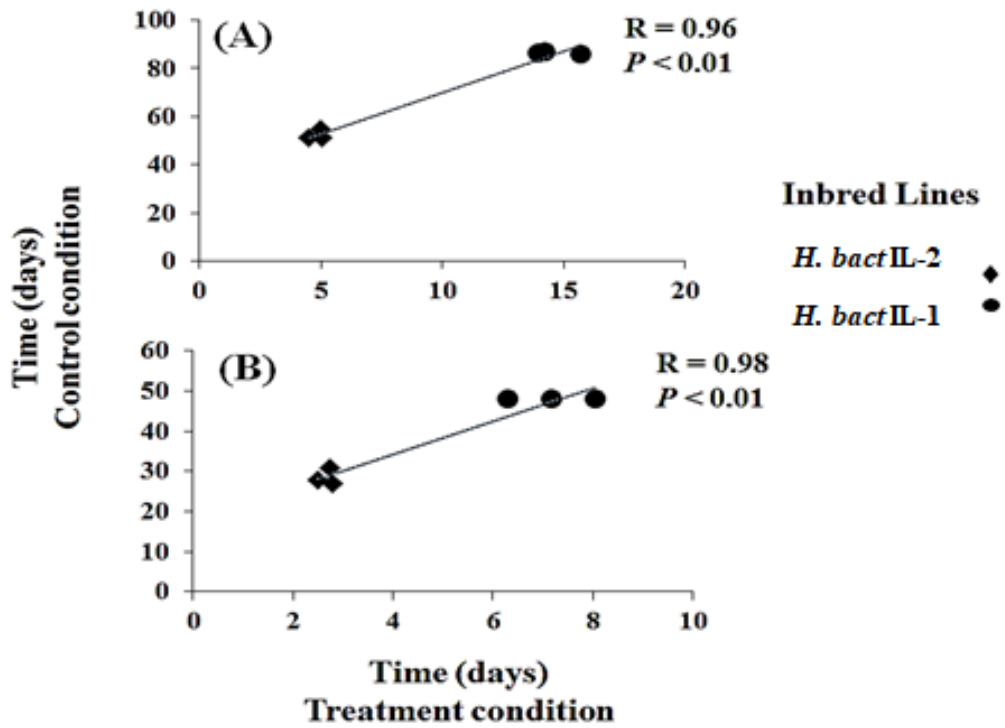 (A)
R = 0.96
P < 0.01
100
80
60
40
20
0
0 5 10 15 20
Time (days)
Control condition
Inbred Lines
H. bact IL-2
H. bact IL-1
(B)
R = 0.98
P < 0.01
60
50
40
30
20
10
0
0 2 4 6 8 10
Time (days)
Treatment condition